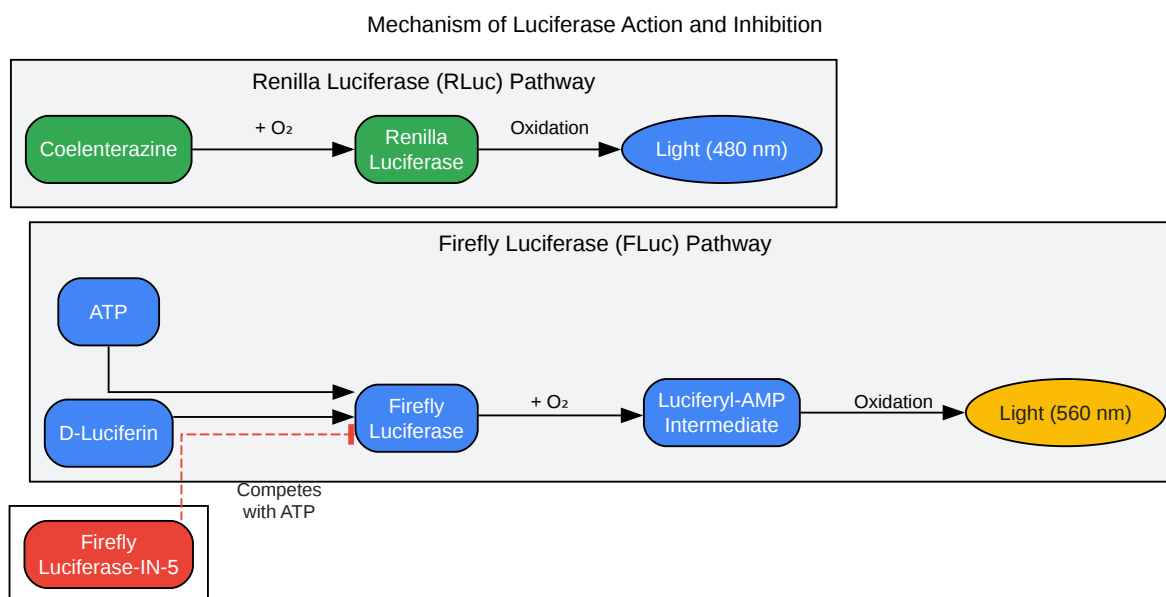 Mechanism of Luciferase Action and Inhibition
Renilla Luciferase (RLuc) Pathway
Coelenterazine
+ O₂
Renilla
Luciferase
Oxidation
Light (480 nm)
Firefly Luciferase (FLuc) Pathway
ATP
D-Luciferin
Firefly
Luciferase
+ O₂
Luciferyl-AMP
Intermediate
Oxidation
Light (560 nm)
Competes
with ATP
Firefly
Luciferase-IN-5